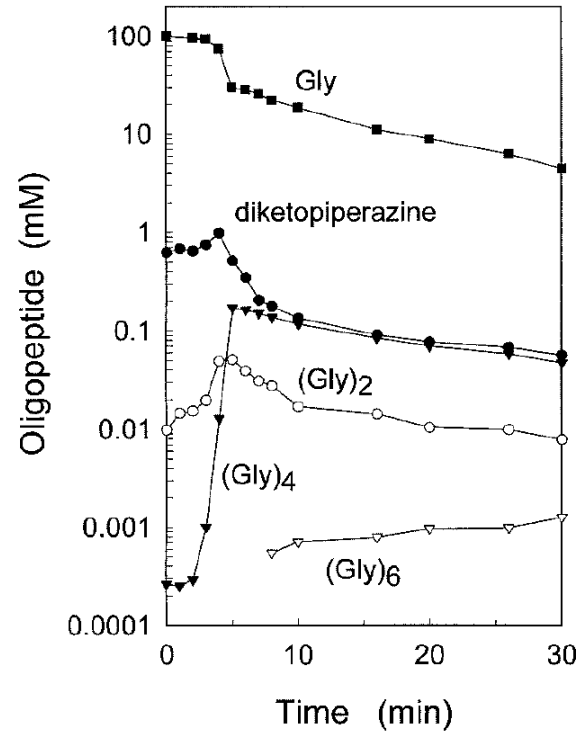 Oligopeptide (mM)
100
10
1
0.1
0.01
0.001
0.0001
Gly
diketopiperazine
(Gly)2
(Gly)4
(Gly)6
0 10 20 30
Time (min)